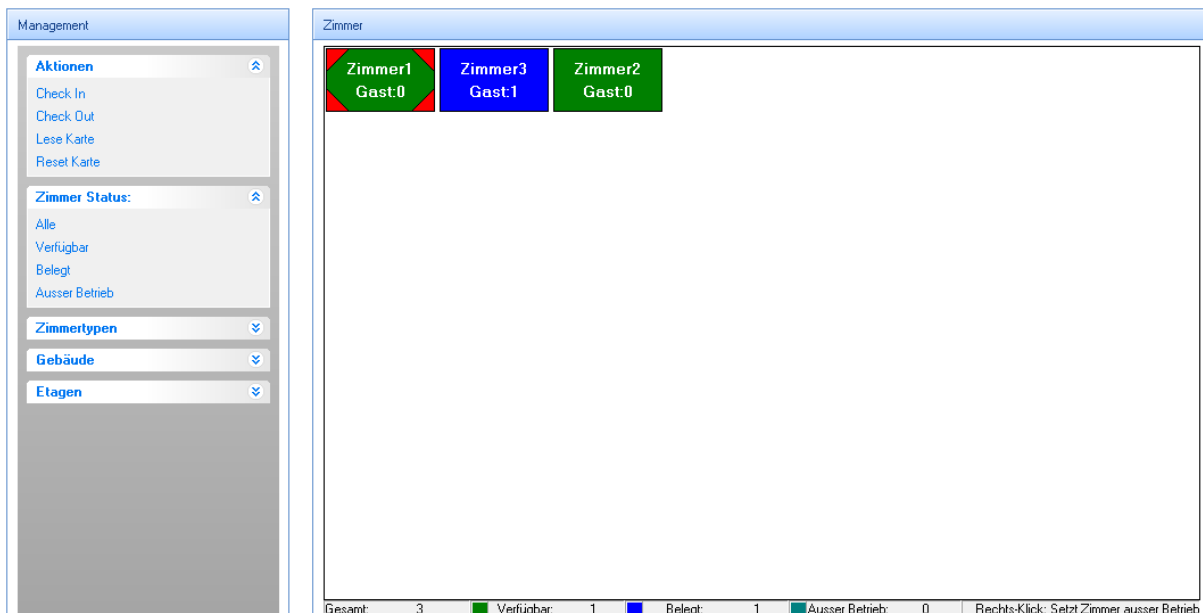 Management
Aktionen
Check In
Check Out
Lese Karte
Reset Karte
Zimmer Status:
Alle
Verfügbar
Belegt
Ausser Betrieb
Zimmertypen
Gebäude
Etagen
Zimmer
Zimmer1
Gast:0
Zimmer3
Gast:1
Zimmer2
Gast:0
Gesamt: 3 Verfügbar: 1 Belegt: 1 Ausser Betrieb: 0 Rechts-Klick: Setzt Zimmer ausser Betrieb